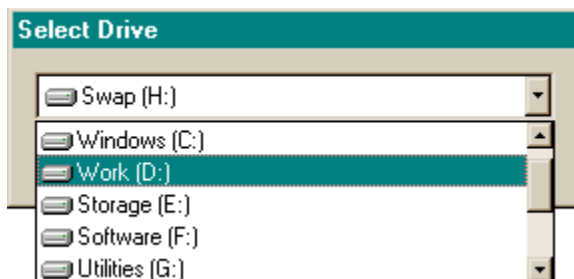 Select Drive
Swap (H:)
Windows (C:)
Work (D:)
Storage (E:)
Software (F:)
Utilities (G:)